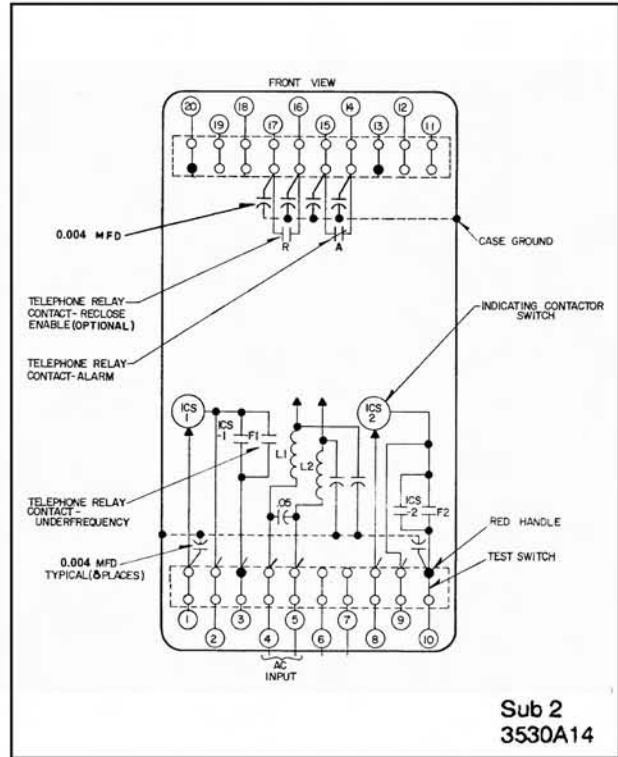 FRONT VIEW
20
19
18
17
16
15
14
13
12
11
0.004 MFD
R
A
CASE GROUND
TELEPHONE RELAY
CONTACT-RECLOSE
ENABLE (OPTIONAL)
INDICATING CONTACTOR
SWITCH
TELEPHONE RELAY
CONTACT-ALARM
ICS
1
ICS
-1
F1
L1
L2
ICS
2
ICS
-2
F2
TELEPHONE RELAY
CONTACT-
UNDERFREQUENCY
.05
RED HANDLE
TEST SWITCH
0.004 MFD
TYPICAL (8 PLACES)
1
2
3
4
5
6
7
8
9
10
AC
INPUT
Sub 2
3530A14